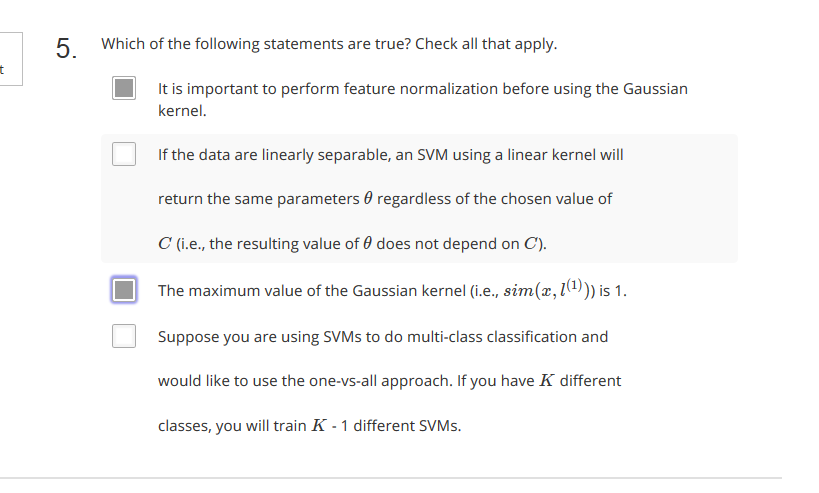 t
5. Which of the following statements are true? Check all that apply.
It is important to perform feature normalization before using the Gaussian
kernel.
If the data are linearly separable, an SVM using a linear kernel will
return the same parameters θ regardless of the chosen value of
C (i.e., the resulting value of θ does not depend on C).
The maximum value of the Gaussian kernel (i.e., sim(x, l⁽¹⁾)) is 1.
Suppose you are using SVMs to do multi-class classification and
would like to use the one-vs-all approach. If you have K different
classes, you will train K - 1 different SVMs.